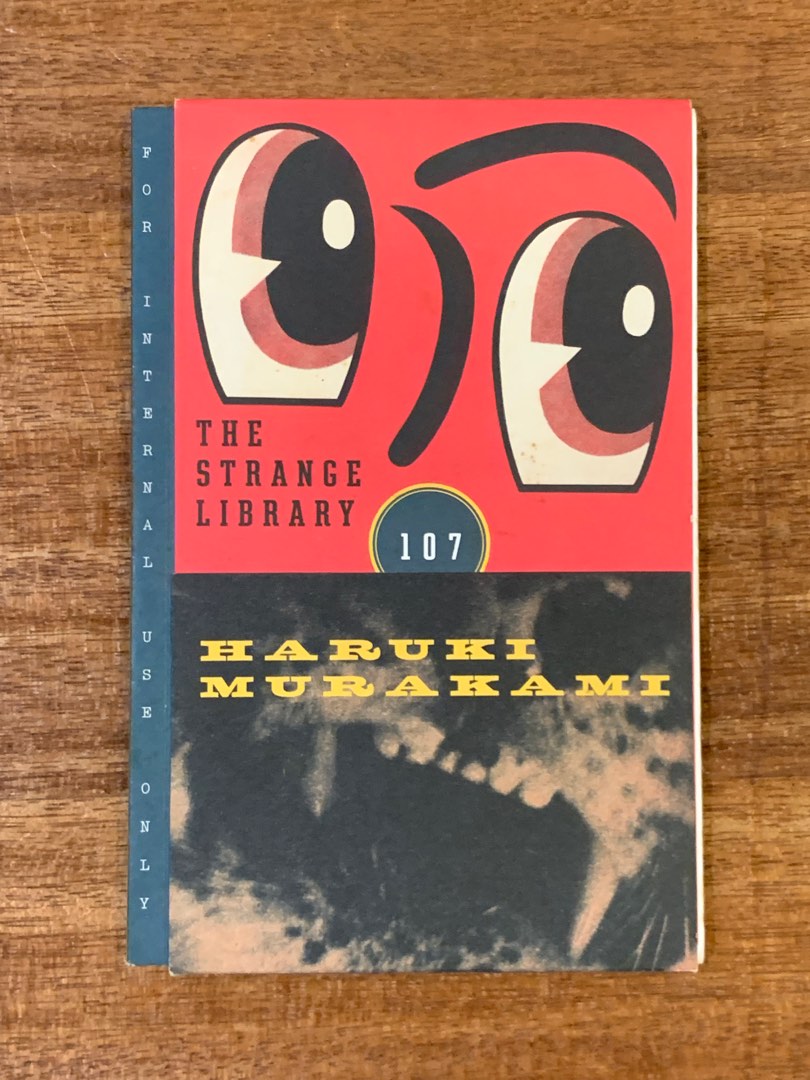 FOR INTERNAL USE ONLY
THE
STRANGE
LIBRARY
107
HARUKI
MURAKAMI